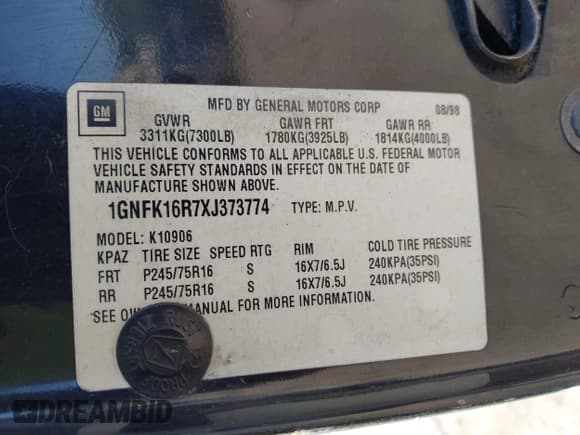 GM
MFD BY GENERAL MOTORS CORP 08/98
GVWR GAWR FRT GAWR RR
3311KG(7300LB) 1780KG(3925LB) 1814KG(4000LB)
THIS VEHICLE CONFORMS TO ALL APPLICABLE U.S. FEDERAL MOTOR
VEHICLE SAFETY STANDARDS IN EFFECT ON THE DATE OF
MANUFACTURE SHOWN ABOVE.
1GNFK16R7XJ373774 TYPE: M.P.V.
MODEL: K10906
KPAZ TIRE SIZE SPEED RTG RIM COLD TIRE PRESSURE
FRT P245/75R16 S 16X7/6.5J 240KPA(35PSI)
RR P245/75R16 S 16X7/6.5J 240KPA(35PSI)
SEE OW MANUAL FOR MORE INFORMATION.
DREAMBID